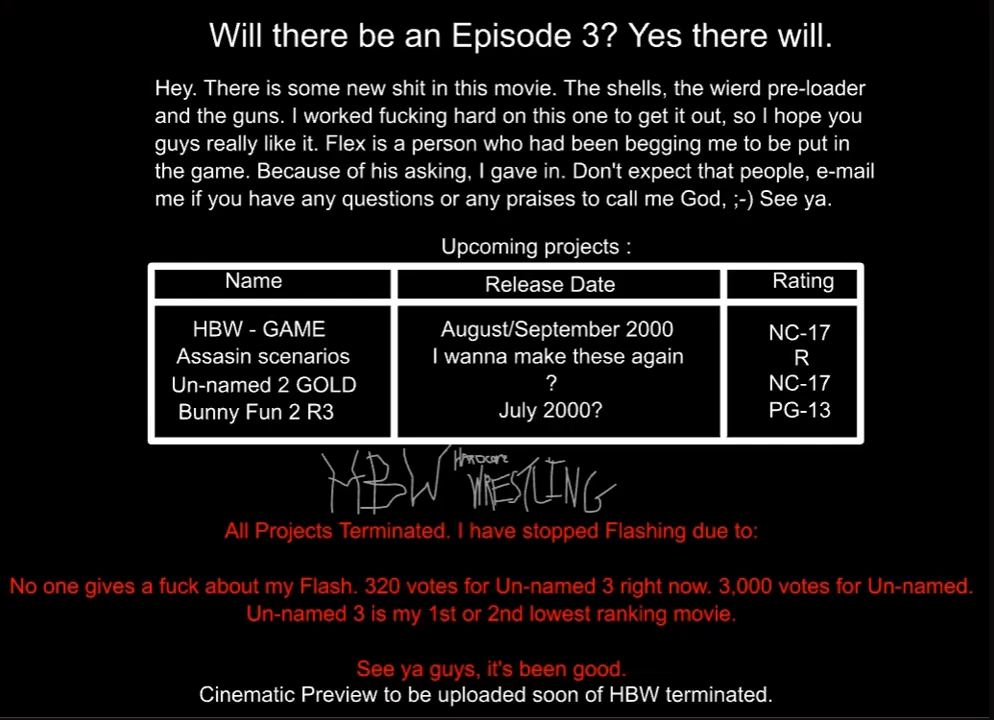 Will there be an Episode 3? Yes there will.
Hey. There is some new shit in this movie. The shells, the wierd pre-loader
and the guns. I worked fucking hard on this one to get it out, so I hope you
guys really like it. Flex is a person who had been begging me to be put in
the game. Because of his asking, I gave in. Don't expect that people, e-mail
me if you have any questions or any praises to call me God, ;-) See ya.
Upcoming projects :
Name Release Date Rating
HBW - GAME August/September 2000 NC-17
Assasin scenarios I wanna make these again R
Un-named 2 GOLD ? NC-17
Bunny Fun 2 R3 July 2000? PG-13
HBW HARDCORE WRESTLING
All Projects Terminated. I have stopped Flashing due to:
No one gives a fuck about my Flash. 320 votes for Un-named 3 right now. 3,000 votes for Un-named.
Un-named 3 is my 1st or 2nd lowest ranking movie.
See ya guys, it's been good.
Cinematic Preview to be uploaded soon of HBW terminated.